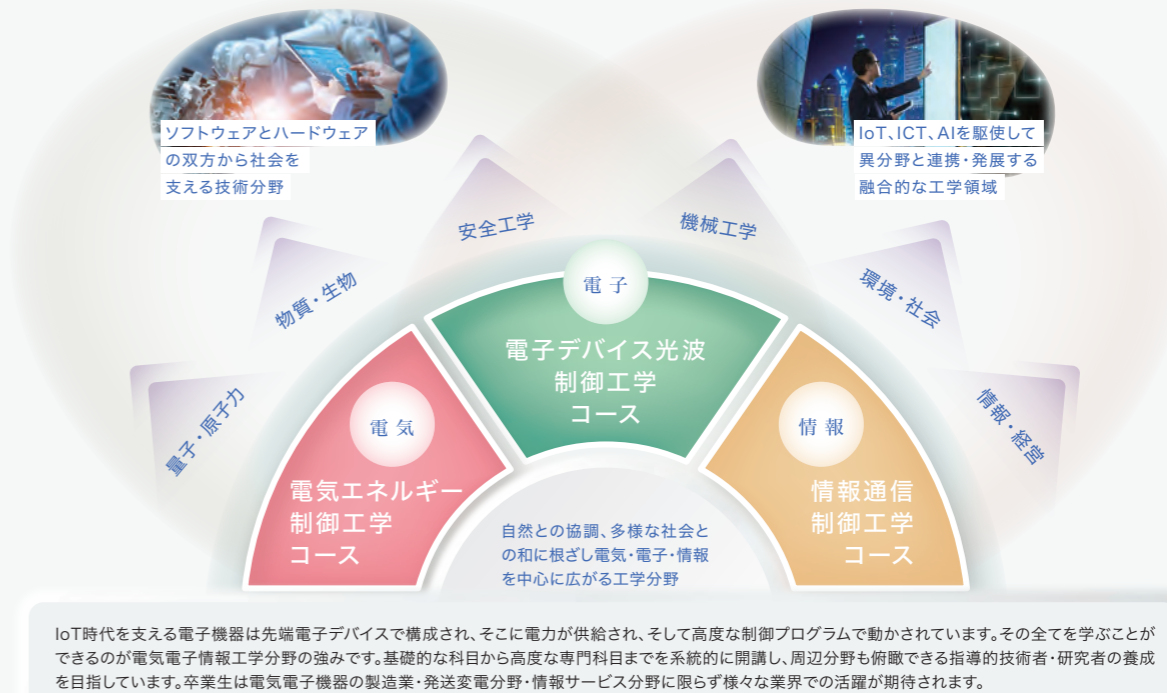 ソフトウェアとハードウェア
の双方から社会を
支える技術分野
IoT、ICT、AIを駆使して
異分野と連携・発展する
融合的な工学領域
量子・原子力
物質・生物
安全工学
機械工学
環境・社会
情報・経営
電気
電気エネルギー
制御工学
コース
電子
電子デバイス光波
制御工学
コース
情報
情報通信
制御工学
コース
自然との協調、多様な社会と
の和に根ざし電気・電子・情報
を中心に広がる工学分野
IoT時代を支える電子機器は先端電子デバイスで構成され、そこに電力が供給され、そして高度な制御プログラムで動かされています。その全てを学ぶことが
できるのが電気電子情報工学分野の強みです。基礎的な科目から高度な専門科目までを系統的に開講し、周辺分野も俯瞰できる指導的技術者・研究者の養成
を目指しています。卒業生は電気電子機器の製造業・発送変電分野・情報サービス分野に限らず様々な業界での活躍が期待されます。